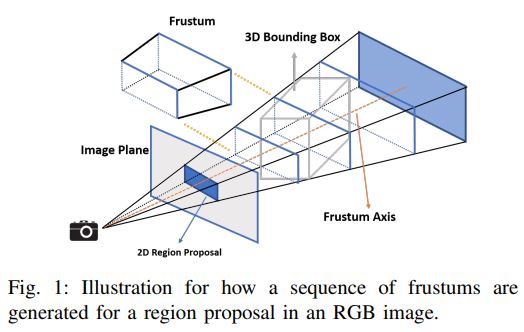 Frustum
3D Bounding Box
Image Plane
Frustum Axis
2D Region Proposal
Fig. 1: Illustration for how a sequence of frustums are
generated for a region proposal in an RGB image.